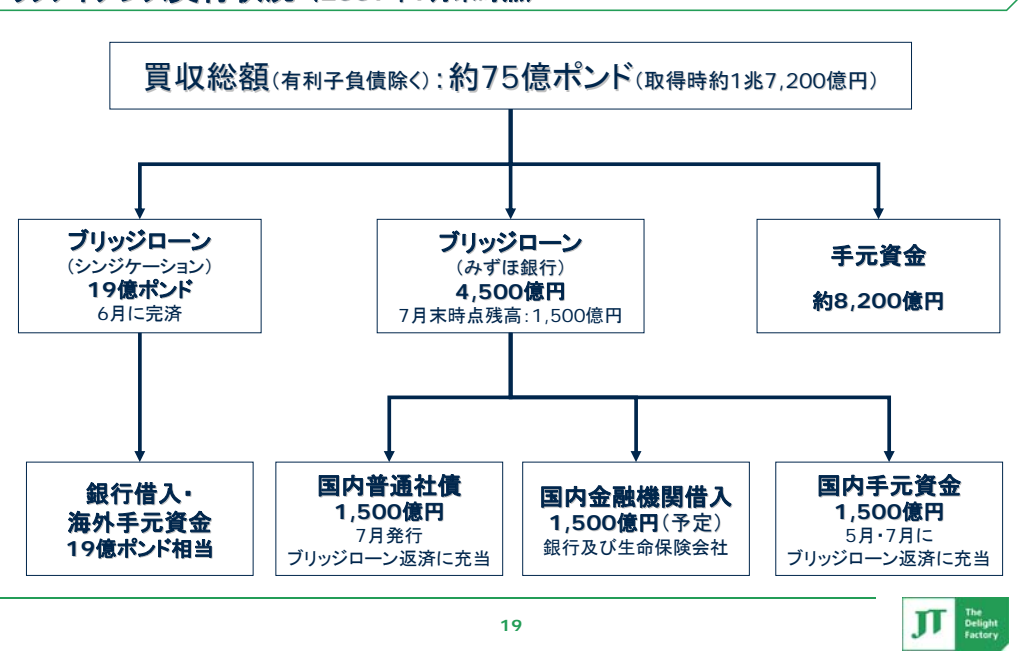 買収総額(有利子負債除く):約75億ポンド(取得時約1兆7,200億円)
ブリッジローン
(シンジケーション)
19億ポンド
6月に完済
ブリッジローン
(みずほ銀行)
4,500億円
7月末時点残高:1,500億円
手元資金
約8,200億円
銀行借入・
海外手元資金
19億ポンド相当
国内普通社債
1,500億円
7月発行
ブリッジローン返済に充当
国内金融機関借入
1,500億円(予定)
銀行及び生命保険会社
国内手元資金
1,500億円
5月・7月に
ブリッジローン返済に充当
19
JT
The
Delight
Factory